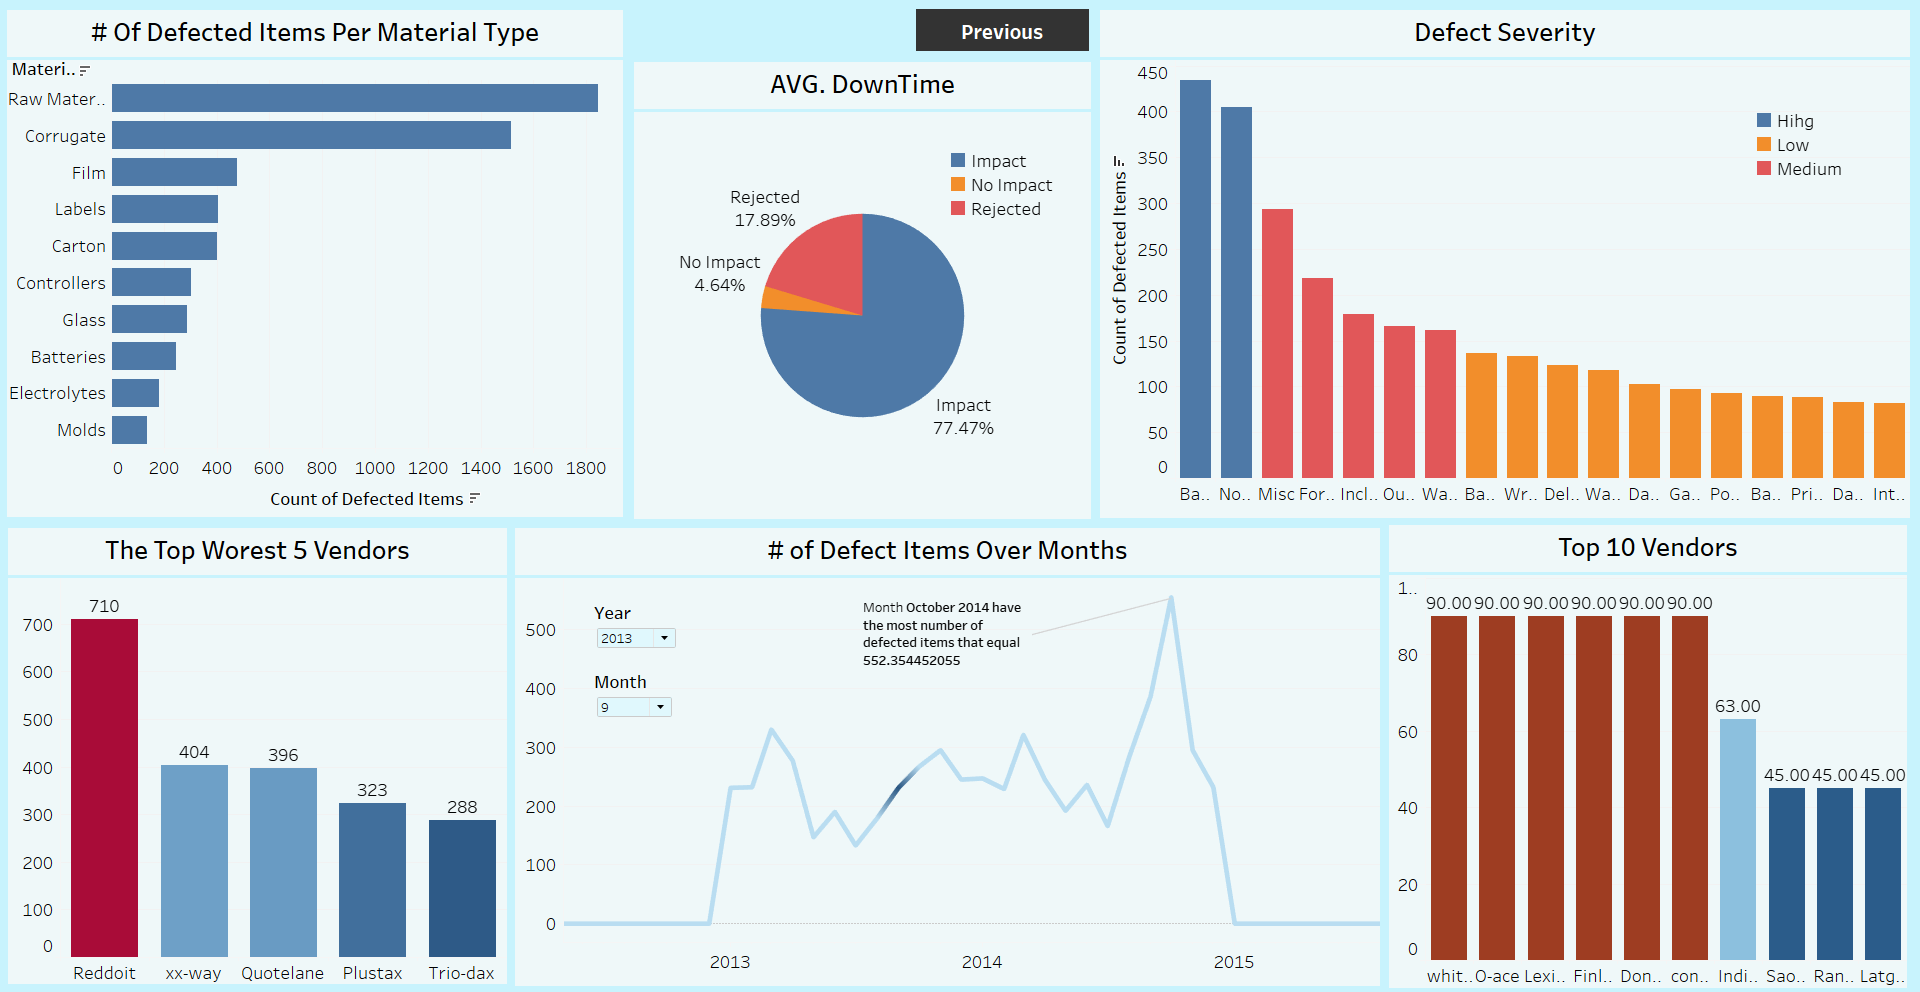 # Of Defected Items Per Material Type
Materi..
Raw Mater..
Corrugate
Film
Labels
Carton
Controllers
Glass
Batteries
Electrolytes
Molds
0 200 400 600 800 1000 1200 1400 1600 1800
Count of Defected Items
Previous
AVG. DownTime
Impact
No Impact
Rejected
Rejected
17.89%
No Impact
4.64%
Impact
77.47%
Defect Severity
Count of Defected Items
450
400
350
300
250
200
150
100
50
0
Hihg
Low
Medium
Ba.. No.. Misc For.. Incl.. Ou.. Wa.. Ba.. Wr.. Del.. Wa.. Da.. Ga.. Po.. Ba.. Pri.. Da.. Int..
The Top Worest 5 Vendors
700
600
500
400
300
200
100
0
710
404
396
323
288
Reddoit xx-way Quotelane Plustax Trio-dax
# of Defect Items Over Months
Year
2013
Month
9
Month October 2014 have
the most number of
defected items that equal
552.354452055
500
400
300
200
100
0
2013 2014 2015
Top 10 Vendors
1..
80
60
40
20
0
90.00 90.00 90.00 90.00 90.00 90.00
63.00
45.00 45.00 45.00
whit.. O-ace Lexi.. Finl.. Don.. con.. Indi.. Sao.. Ran.. Latg..